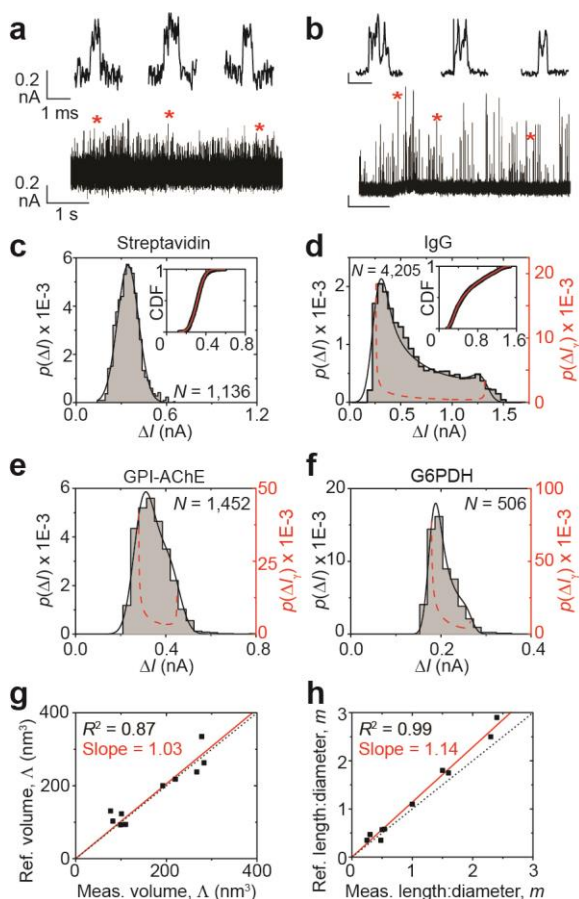 a
0.2
nA
1 ms
*
*
*
0.2
nA
1 s
b
*
*
*
c
Streptavidin
p(ΔI) x 1E-3
6
4
2
0
0.0
0.4
0.8
1.2
ΔI (nA)
CDF
1
0
0
0.4
0.8
N = 1,136
d
IgG
p(ΔI) x 1E-3
3
2
1
0
0.0
0.5
1.0
1.5
ΔI (nA)
N = 4,205
CDF
1
0
0
0.8
1.6
20
15
10
5
0
p(ΔIγ) x 1E-3
e
GPI-AChE
p(ΔI) x 1E-3
6
4
2
0
0.0
0.4
0.8
ΔI (nA)
N = 1,452
50
25
0
p(ΔIγ) x 1E-3
f
G6PDH
p(ΔI) x 1E-3
20
10
0
0.0
0.2
0.4
ΔI (nA)
N = 506
100
75
50
25
0
p(ΔIγ) x 1E-3
g
Ref. volume, Λ (nm³)
400
200
0
0
200
400
Meas. volume, Λ (nm³)
R² = 0.87
Slope = 1.03
h
Ref. length:diameter, m
3
2
1
0
0
1
2
3
Meas. length:diameter, m
R² = 0.99
Slope = 1.14